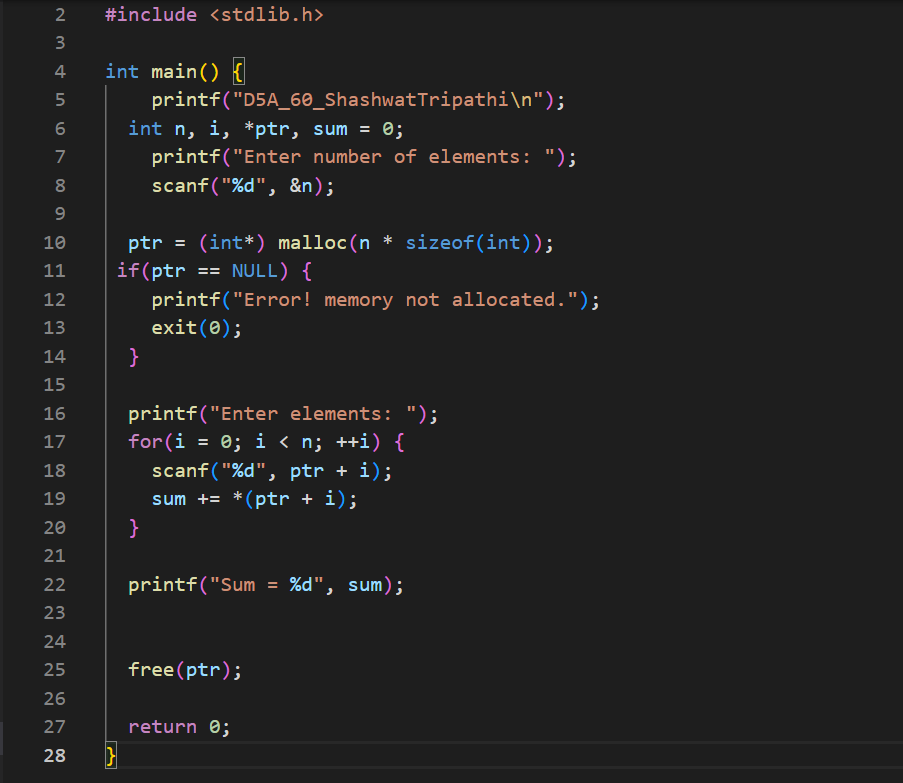 2 #include <stdlib.h>
3
4 int main() {
5     printf("D5A_60_ShashwatTripathi\n");
6   int n, i, *ptr, sum = 0;
7     printf("Enter number of elements: ");
8     scanf("%d", &n);
9
10   ptr = (int*) malloc(n * sizeof(int));
11  if(ptr == NULL) {
12     printf("Error! memory not allocated.");
13     exit(0);
14   }
15
16   printf("Enter elements: ");
17   for(i = 0; i < n; ++i) {
18     scanf("%d", ptr + i);
19     sum += *(ptr + i);
20   }
21
22   printf("Sum = %d", sum);
23
24
25   free(ptr);
26
27   return 0;
28 }